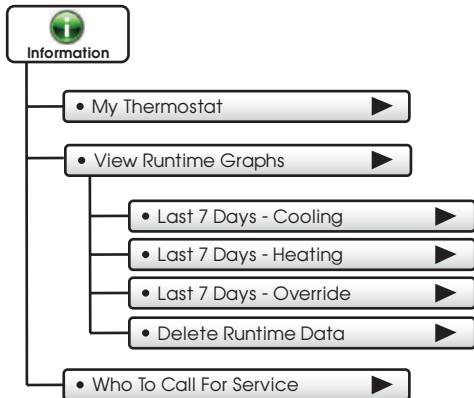 Information
• My Thermostat
• View Runtime Graphs
• Last 7 Days - Cooling
• Last 7 Days - Heating
• Last 7 Days - Override
• Delete Runtime Data
• Who To Call For Service